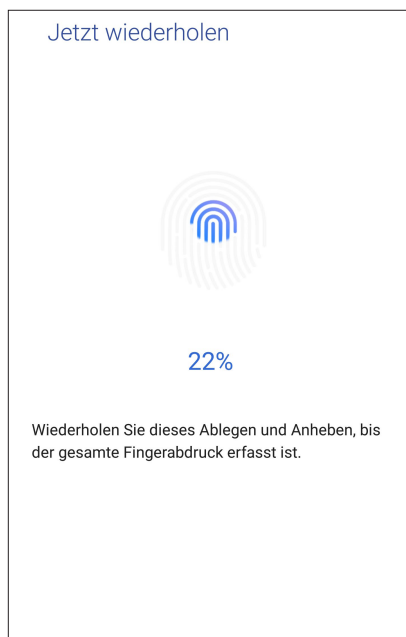 Jetzt wiederholen
22%
Wiederholen Sie dieses Ablegen und Anheben, bis
der gesamte Fingerabdruck erfasst ist.